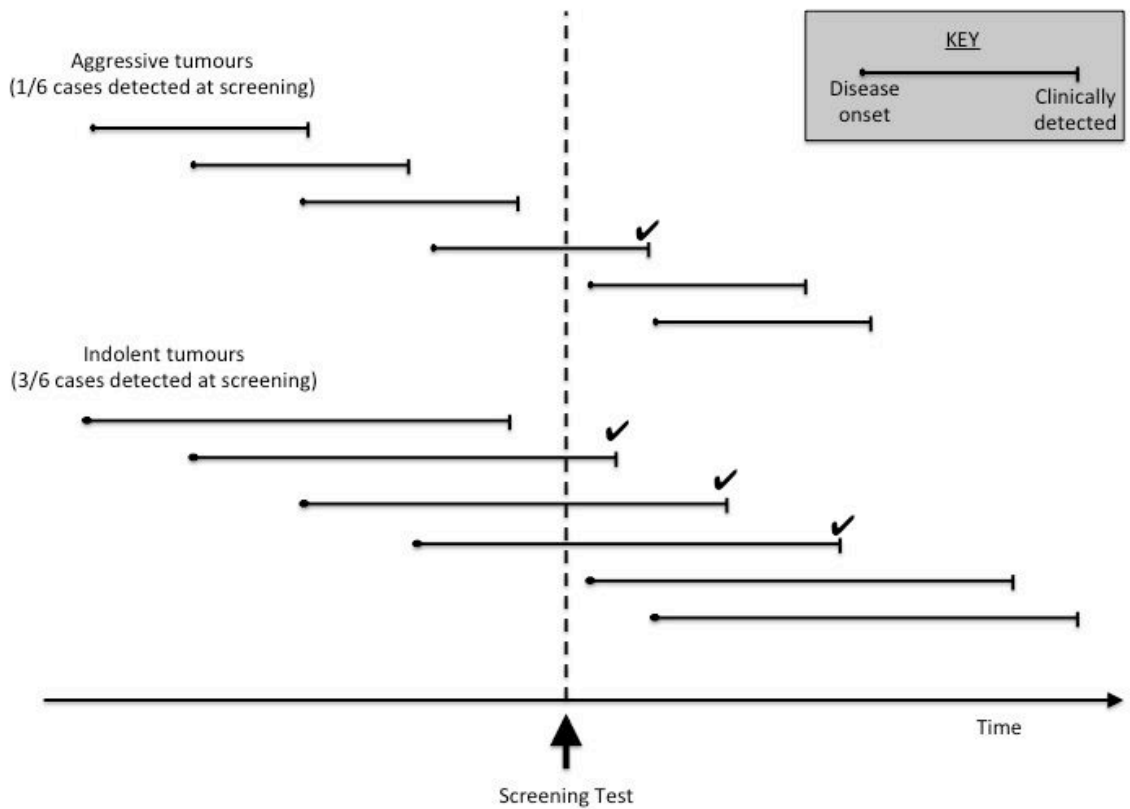 Aggressive tumours
(1/6 cases detected at screening)
KEY
Disease
onset
Clinically
detected
Indolent tumours
(3/6 cases detected at screening)
Time
Screening Test